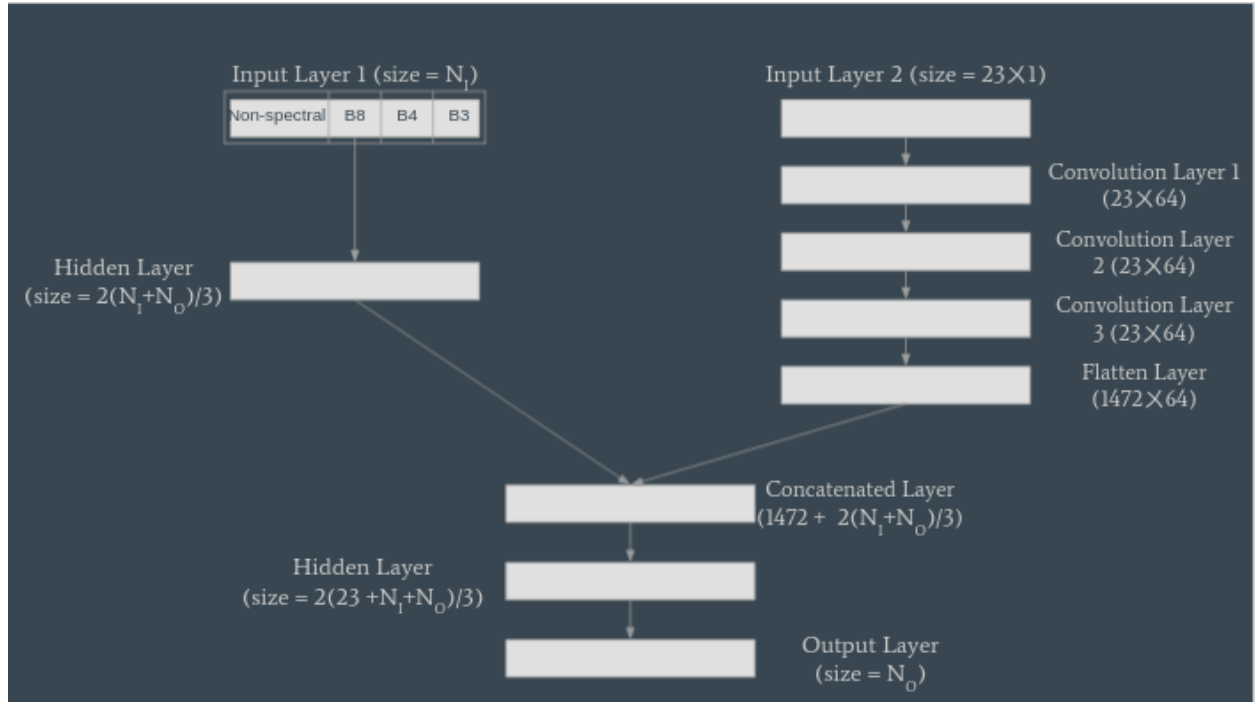 Input Layer 1 (size = N_I)
Non-spectral B8 B4 B3
Hidden Layer
(size = 2(N_I+N_O)/3)
Input Layer 2 (size = 23×1)
Convolution Layer 1
(23×64)
Convolution Layer
2 (23×64)
Convolution Layer
3 (23×64)
Flatten Layer
(1472×64)
Concatenated Layer
(1472 + 2(N_I+N_O)/3)
Hidden Layer
(size = 2(23 +N_I+N_O)/3)
Output Layer
(size = N_O)